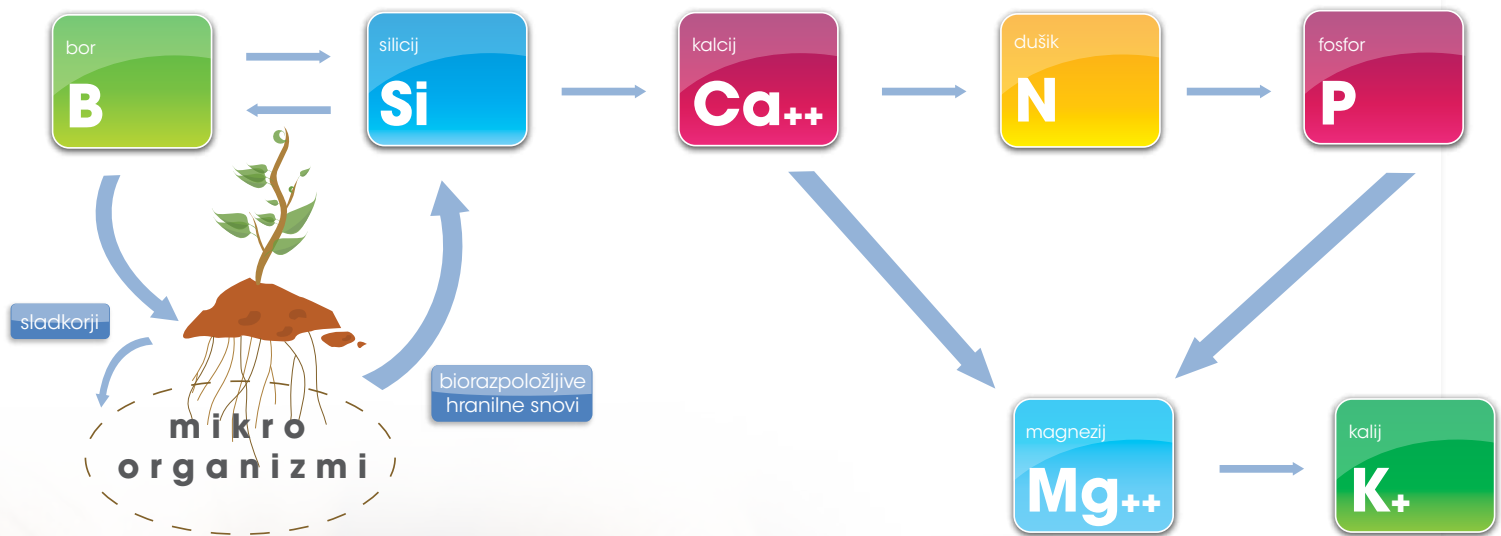 bor
B
silicij
Si
kalcij
Ca++
dušik
N
fosfor
P
sladkorji
biorazpoložljive
hranilne snovi
mikro
organizmi
magnezij
Mg++
kalij
K+